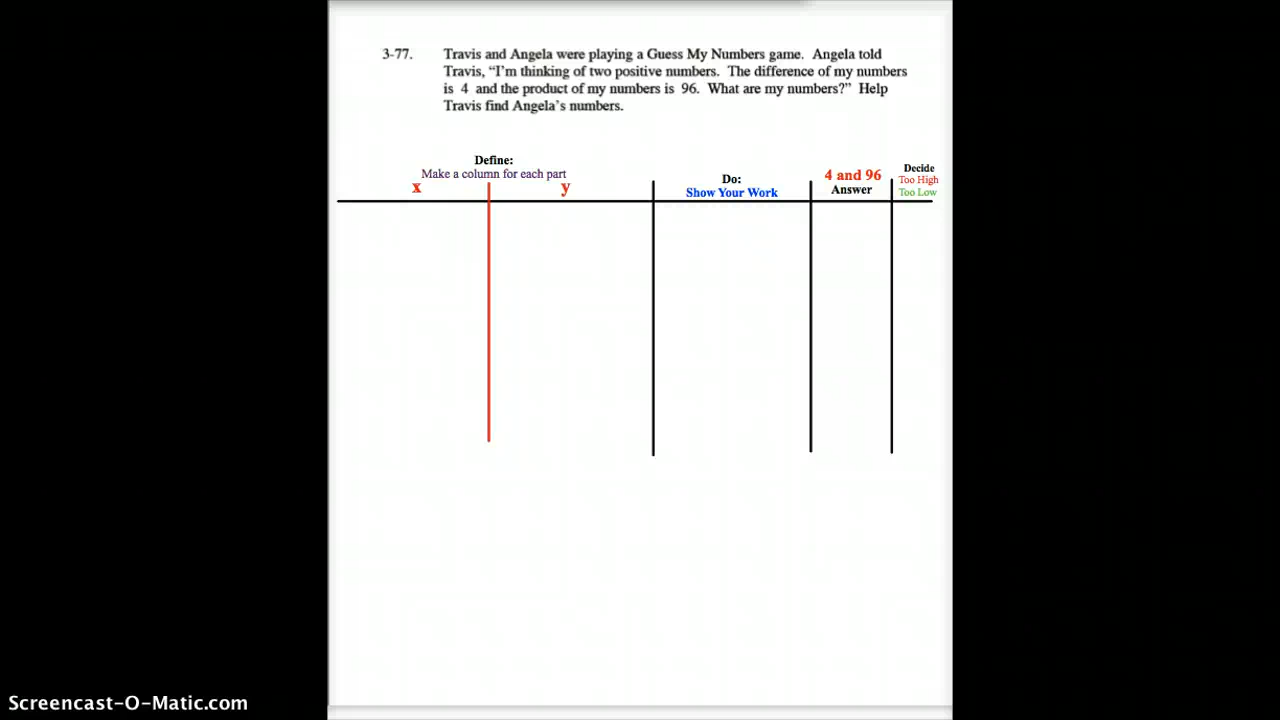 3-77. Travis and Angela were playing a Guess My Numbers game. Angela told
Travis, “I’m thinking of two positive numbers. The difference of my numbers
is 4 and the product of my numbers is 96. What are my numbers?” Help
Travis find Angela’s numbers.
Define:
Make a column for each part
x y
Do:
Show Your Work
4 and 96
Answer
Decide
Too High
Too Low
Screencast-O-Matic.com